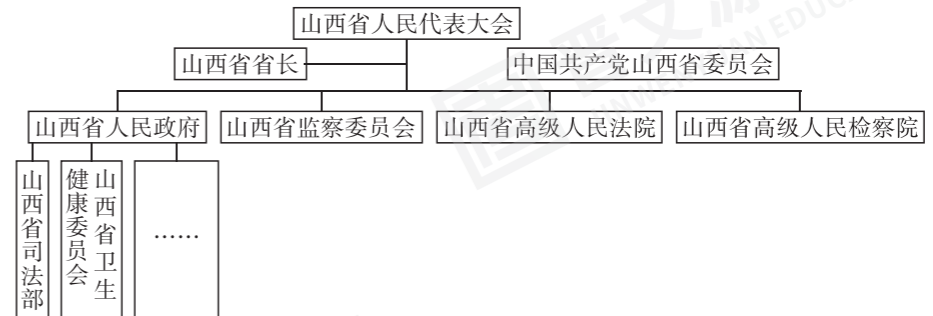 山西省人民代表大会
山西省省长
中国共产党山西省委员会
山西省人民政府
山西省监察委员会
山西省高级人民法院
山西省高级人民检察院
山西省司法部
山西省卫生
健康委员会
……